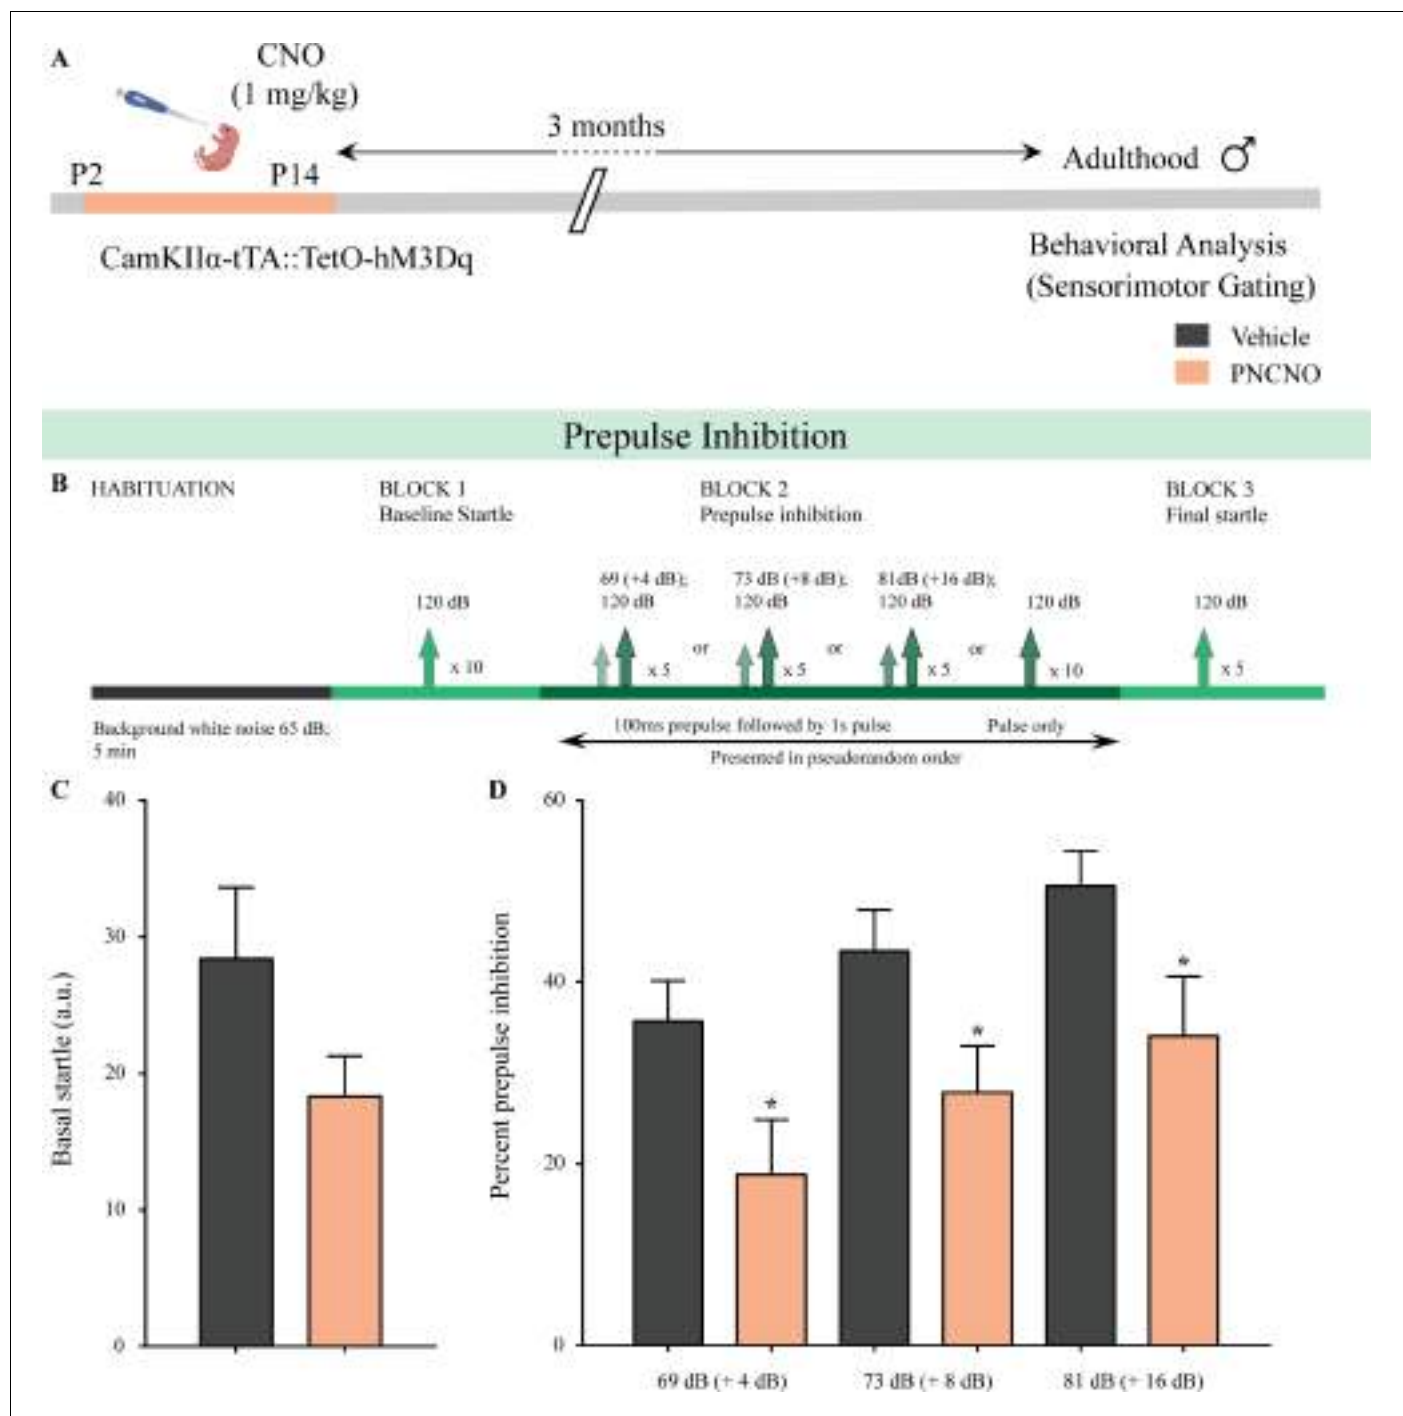 A
CNO
(1 mg/kg)
3 months
Adulthood ♂
P2
P14
CamKIIα-tTA::TetO-hM3Dq
Behavioral Analysis
(Sensorimotor Gating)
Vehicle
PNCNO
Prepulse Inhibition
B
HABITUATION
BLOCK 1
Baseline Startle
BLOCK 2
Prepulse inhibition
BLOCK 3
Final startle
120 dB
x 10
69 (+4 dB);
120 dB
x 5
or
73 dB (+8 dB);
120 dB
x 5
or
81dB (+16 dB);
120 dB
x 5
or
120 dB
x 10
120 dB
x 5
Background white noise 65 dB;
5 min
100ms prepulse followed by 1s pulse
Pulse only
Presented in pseudorandom order
C
40
30
20
10
0
Basal startle (a.u.)
D
60
40
20
0
Percent prepulse inhibition
*
*
*
69 dB (+ 4 dB)
73 dB (+ 8 dB)
81 dB (+ 16 dB)